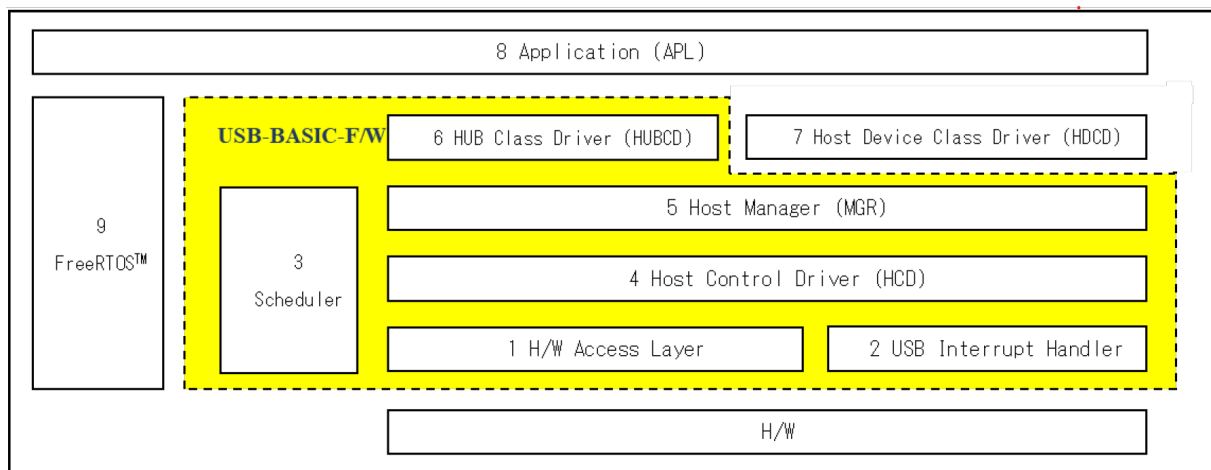 8 Application (APL)
USB-BASIC-F/W
6 HUB Class Driver (HUBCD)
7 Host Device Class Driver (HDCD)
5 Host Manager (MGR)
9
FreeRTOS™
3
Scheduler
4 Host Control Driver (HCD)
1 H/W Access Layer
2 USB Interrupt Handler
H/W